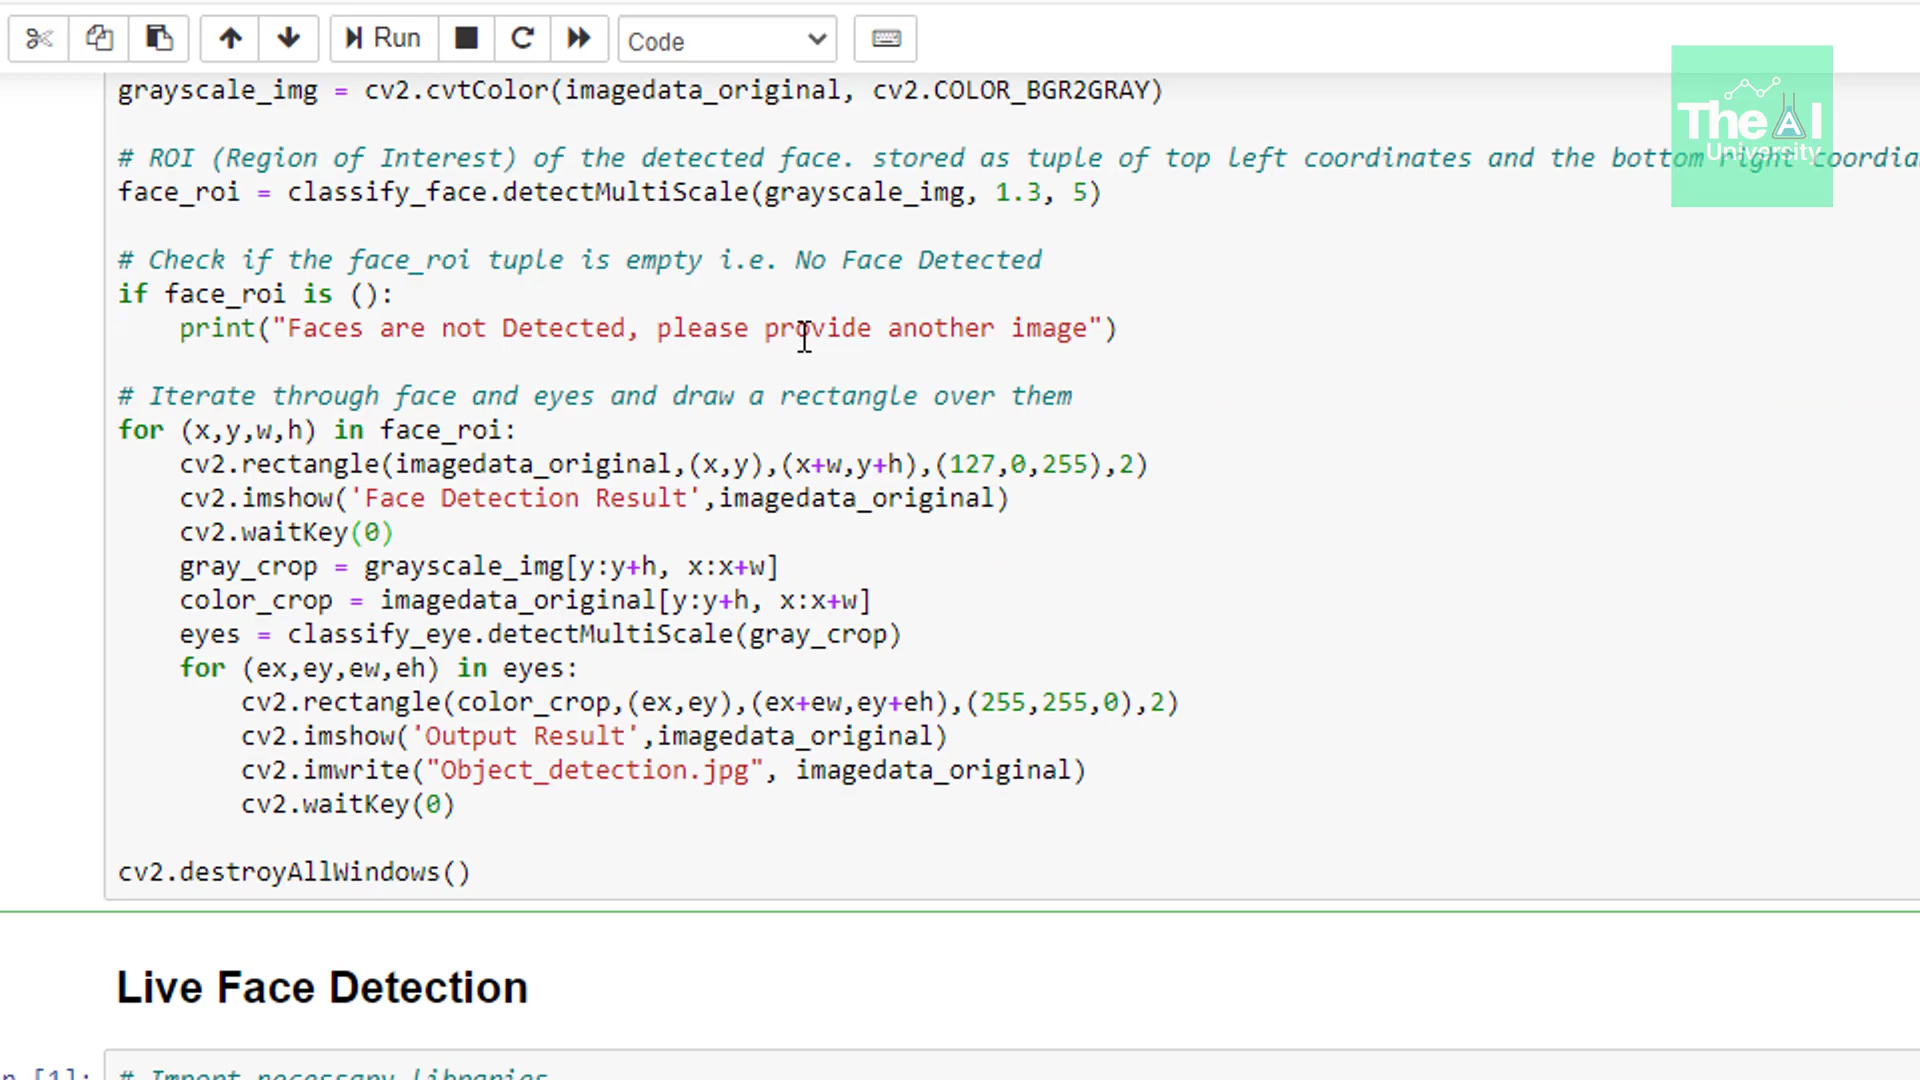 Run
Code
The AI
University
grayscale_img = cv2.cvtColor(imagedata_original, cv2.COLOR_BGR2GRAY)
# ROI (Region of Interest) of the detected face. stored as tuple of top left coordinates and the bottom right coordia
face_roi = classify_face.detectMultiScale(grayscale_img, 1.3, 5)
# Check if the face_roi tuple is empty i.e. No Face Detected
if face_roi is ():
    print("Faces are not Detected, please provide another image")
# Iterate through face and eyes and draw a rectangle over them
for (x,y,w,h) in face_roi:
    cv2.rectangle(imagedata_original,(x,y),(x+w,y+h),(127,0,255),2)
    cv2.imshow('Face Detection Result',imagedata_original)
    cv2.waitKey(0)
    gray_crop = grayscale_img[y:y+h, x:x+w]
    color_crop = imagedata_original[y:y+h, x:x+w]
    eyes = classify_eye.detectMultiScale(gray_crop)
    for (ex,ey,ew,eh) in eyes:
        cv2.rectangle(color_crop,(ex,ey),(ex+ew,ey+eh),(255,255,0),2)
        cv2.imshow('Output Result',imagedata_original)
        cv2.imwrite("Object_detection.jpg", imagedata_original)
        cv2.waitKey(0)
cv2.destroyAllWindows()
Live Face Detection
n [1]:
# Import necessary libraries